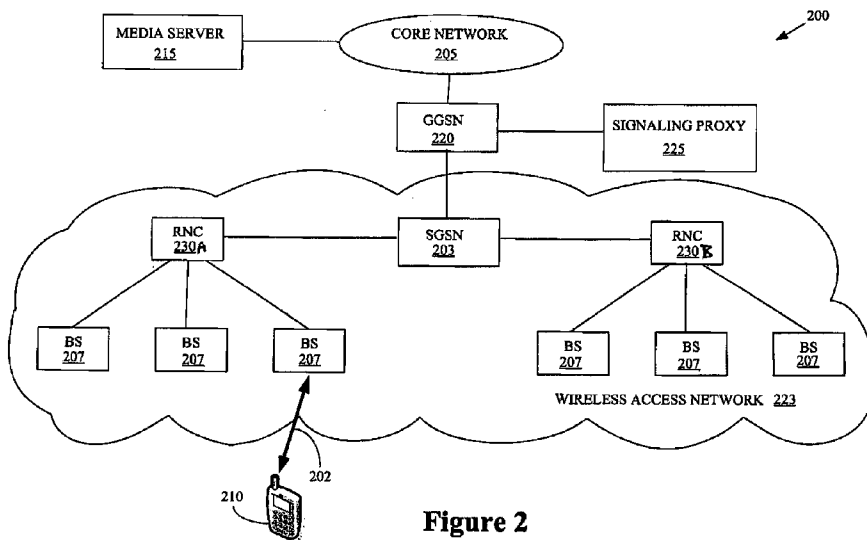 200
MEDIA SERVER
215
CORE NETWORK
205
GGSN
220
SIGNALING PROXY
225
RNC
230A
SGSN
203
RNC
230B
BS
207
BS
207
BS
207
BS
207
BS
207
BS
207
WIRELESS ACCESS NETWORK 223
202
210
Figure 2